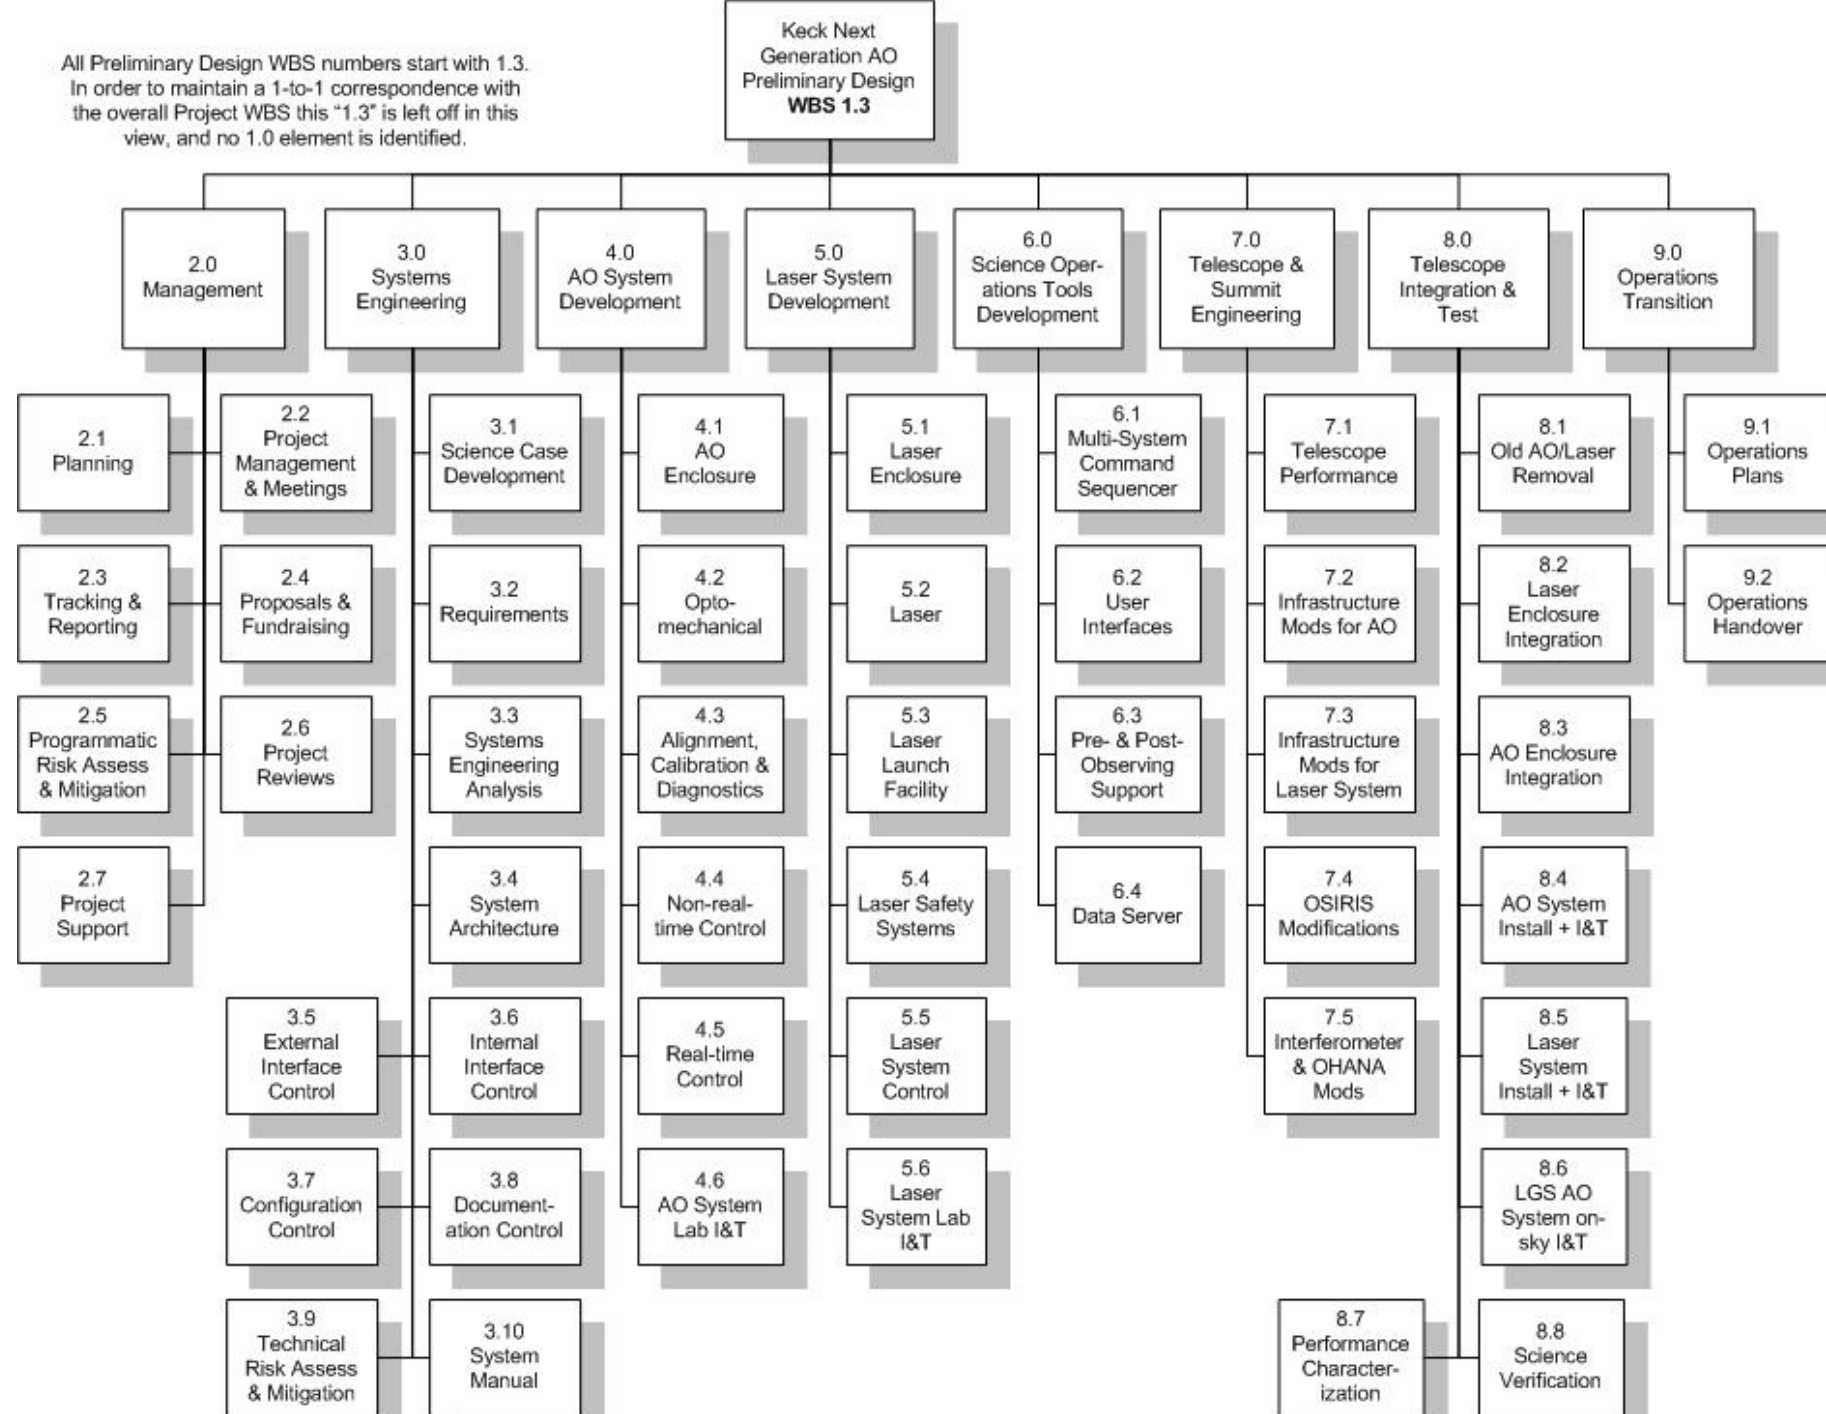 Keck Next
Generation AO
Preliminary Design
WBS 1.3
All Preliminary Design WBS numbers start with 1.3.
In order to maintain a 1-to-1 correspondence with
the overall Project WBS this “1.3” is left off in this
view, and no 1.0 element is identified.
2.0
Management
3.0
Systems
Engineering
4.0
AO System
Development
5.0
Laser System
Development
6.0
Science Oper-
ations Tools
Development
7.0
Telescope &
Summit
Engineering
8.0
Telescope
Integration &
Test
9.0
Operations
Transition
2.1
Planning
2.2
Project
Management
& Meetings
3.1
Science Case
Development
4.1
AO
Enclosure
5.1
Laser
Enclosure
6.1
Multi-System
Command
Sequencer
7.1
Telescope
Performance
8.1
Old AO/Laser
Removal
9.1
Operations
Plans
2.3
Tracking &
Reporting
2.4
Proposals &
Fundraising
3.2
Requirements
4.2
Opto-
mechanical
5.2
Laser
6.2
User
Interfaces
7.2
Infrastructure
Mods for AO
8.2
Laser
Enclosure
Integration
9.2
Operations
Handover
2.5
Programmatic
Risk Assess
& Mitigation
2.6
Project
Reviews
3.3
Systems
Engineering
Analysis
4.3
Alignment,
Calibration &
Diagnostics
5.3
Laser
Launch
Facility
6.3
Pre- & Post-
Observing
Support
7.3
Infrastructure
Mods for
Laser System
8.3
AO Enclosure
Integration
2.7
Project
Support
3.4
System
Architecture
4.4
Non-real-
time Control
5.4
Laser Safety
Systems
6.4
Data Server
7.4
OSIRIS
Modifications
8.4
AO System
Install + I&T
3.5
External
Interface
Control
3.6
Internal
Interface
Control
4.5
Real-time
Control
5.5
Laser
System
Control
7.5
Interferometer
& OHANA
Mods
8.5
Laser
System
Install + I&T
3.7
Configuration
Control
3.8
Document-
ation Control
4.6
AO System
Lab I&T
5.6
Laser
System Lab
I&T
8.6
LGS AO
System on-
sky I&T
3.9
Technical
Risk Assess
& Mitigation
3.10
System
Manual
8.7
Performance
Character-
ization
8.8
Science
Verification